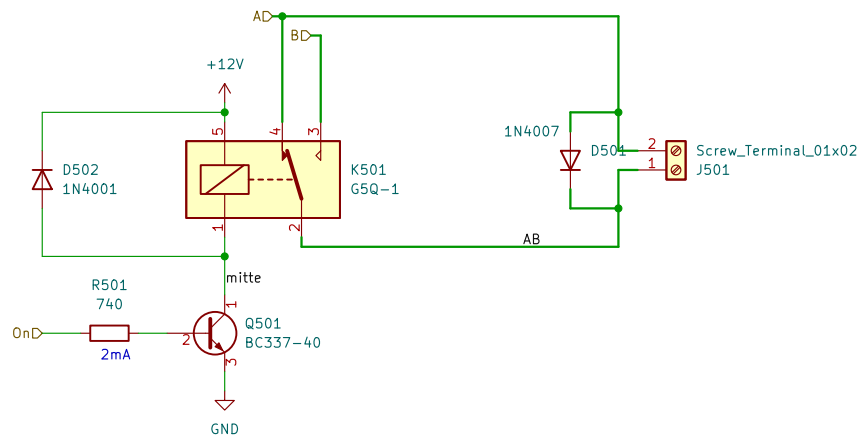 A
B
+12V
5
4
3
1N4007
D501
2
1
Screw_Terminal_01x02
J501
D502
1N4001
K501
G5Q-1
1
2
AB
mitte
R501
740
1
On
2
Q501
BC337-40
2mA
3
GND